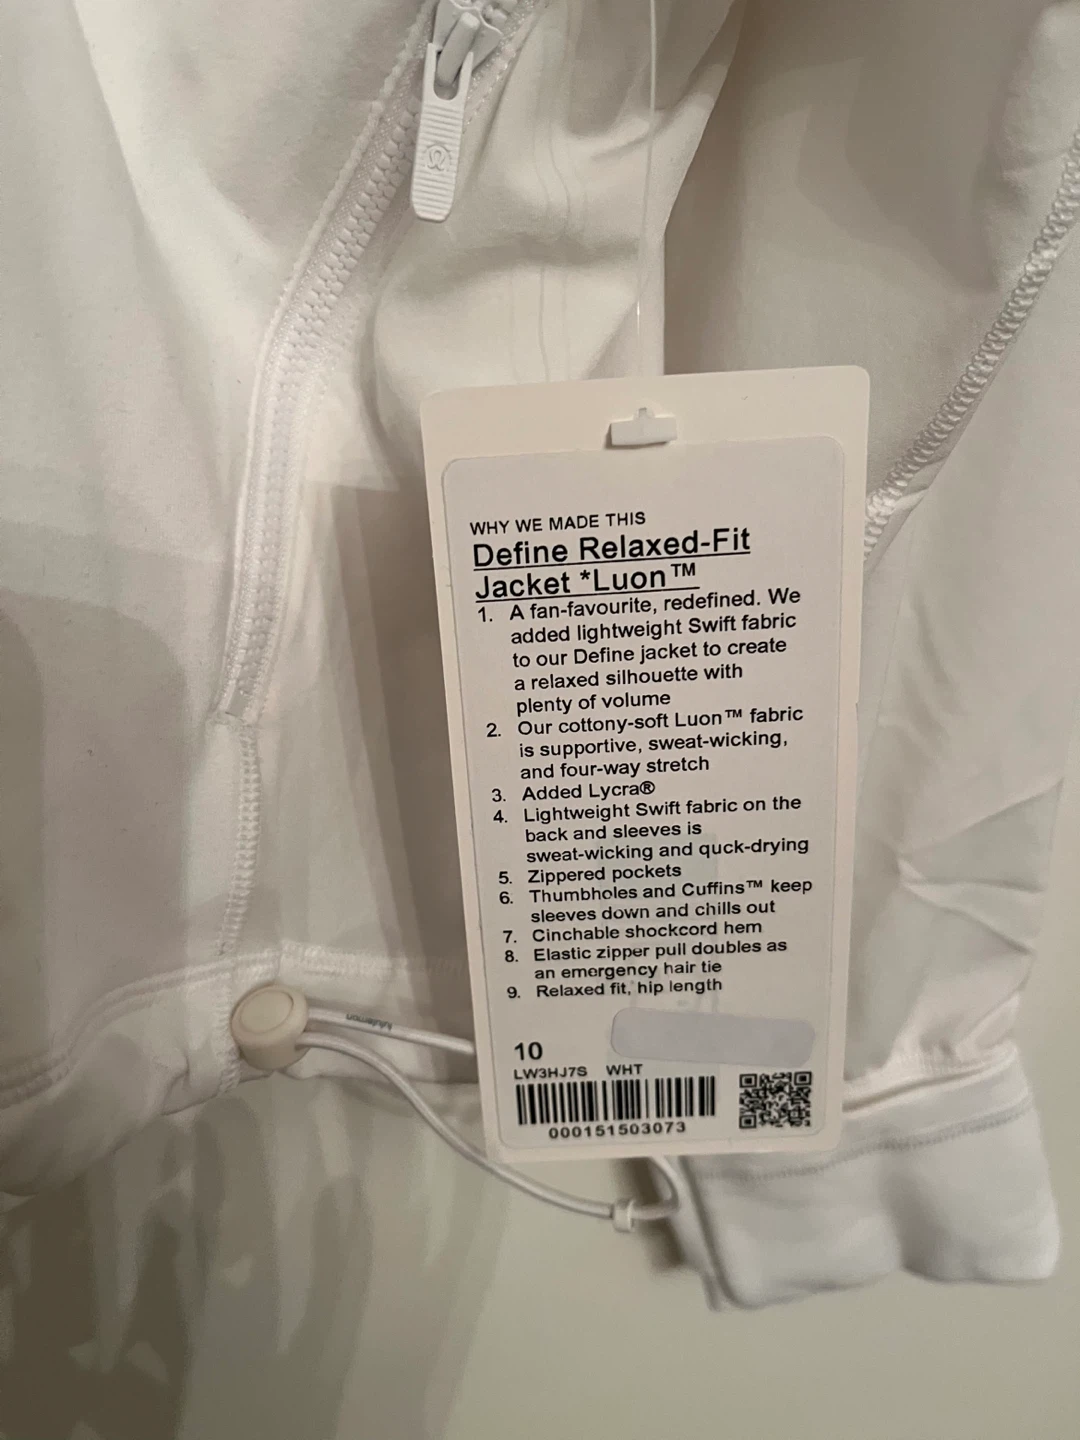 WHY WE MADE THIS
Define Relaxed-Fit
Jacket *Luon™
1. A fan-favourite, redefined. We
added lightweight Swift fabric
to our Define jacket to create
a relaxed silhouette with
plenty of volume
2. Our cottony-soft Luon™ fabric
is supportive, sweat-wicking,
and four-way stretch
3. Added Lycra®
4. Lightweight Swift fabric on the
back and sleeves is
sweat-wicking and quck-drying
5. Zippered pockets
6. Thumbholes and Cuffins™ keep
sleeves down and chills out
7. Cinchable shockcord hem
8. Elastic zipper pull doubles as
an emergency hair tie
9. Relaxed fit, hip length
lululemon
10
LW3HJ7S WHT
000151503073